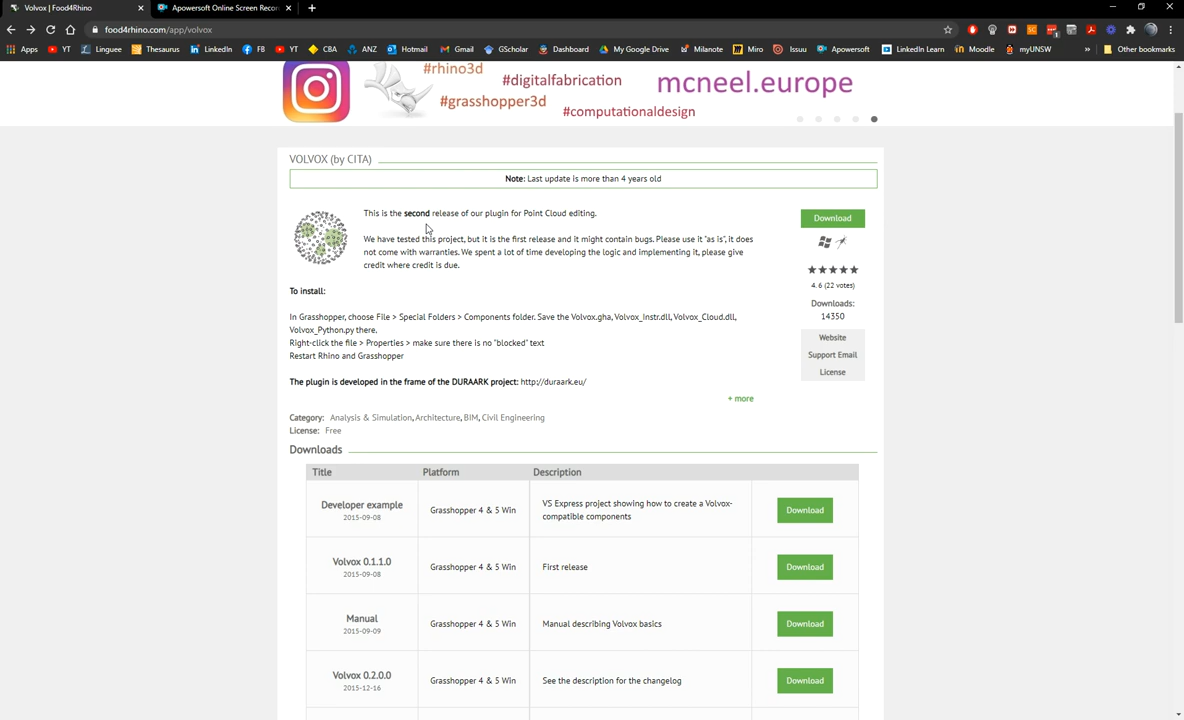 Volvox | Food4Rhino
Apowersoft Online Screen Recor
food4rhino.com/app/volvox
Apps
YT
Linguee
Thesaurus
LinkedIn
FB
YT
CBA
ANZ
Hotmail
Gmail
GScholar
Dashboard
My Google Drive
Milanote
Miro
Issuu
Apowersoft
LinkedIn Learn
Moodle
myUNSW
»
Other bookmarks
#rhino3d
#digitalfabrication
#grasshopper3d
#computationaldesign
mcneel.europe
VOLVOX (by CITA)
Note: Last update is more than 4 years old
This is the second release of our plugin for Point Cloud editing.
We have tested this project, but it is the first release and it might contain bugs. Please use it "as is", it does
not come with warranties. We spent a lot of time developing the logic and implementing it, please give
credit where credit is due.
Download
4.6 (22 votes)
Downloads:
14350
Website
Support Email
License
To install:
In Grasshopper, choose File > Special Folders > Components folder. Save the Volvox.gha, Volvox_Instr.dll, Volvox_Cloud.dll,
Volvox_Python.py there.
Right-click the file > Properties > make sure there is no "blocked" text
Restart Rhino and Grasshopper
The plugin is developed in the frame of the DURAARK project: http://duraark.eu/
+ more
Category: Analysis & Simulation, Architecture, BIM, Civil Engineering
License: Free
Downloads
Title Platform Description
Developer example
2015-09-08
Grasshopper 4 & 5 Win
VS Express project showing how to create a Volvox-
compatible components
Download
Volvox 0.1.1.0
2015-09-08
Grasshopper 4 & 5 Win
First release
Download
Manual
2015-09-09
Grasshopper 4 & 5 Win
Manual describing Volvox basics
Download
Volvox 0.2.0.0
2015-12-16
Grasshopper 4 & 5 Win
See the description for the changelog
Download